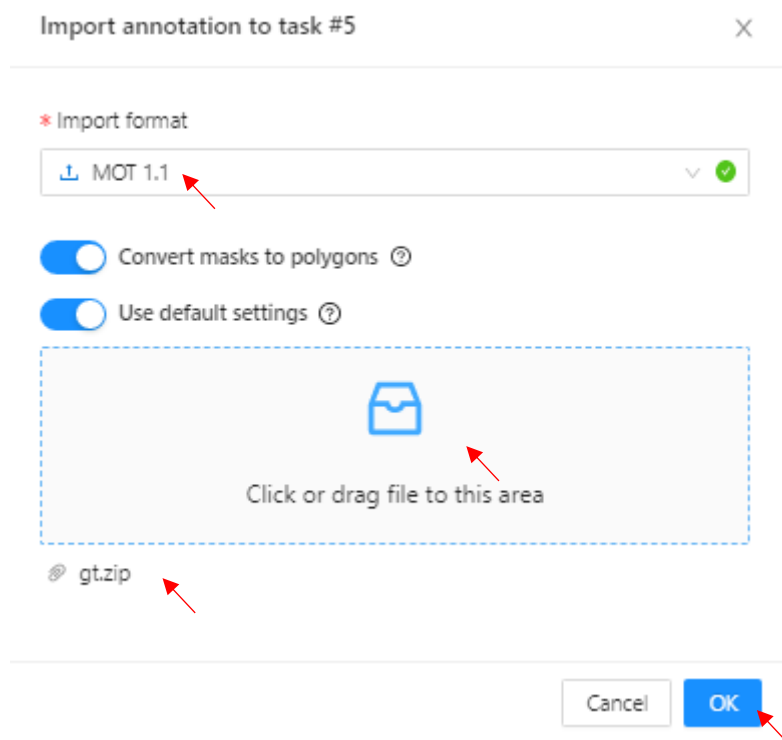 Import annotation to task #5
* Import format
MOT 1.1
Convert masks to polygons
Use default settings
Click or drag file to this area
gt.zip
Cancel OK